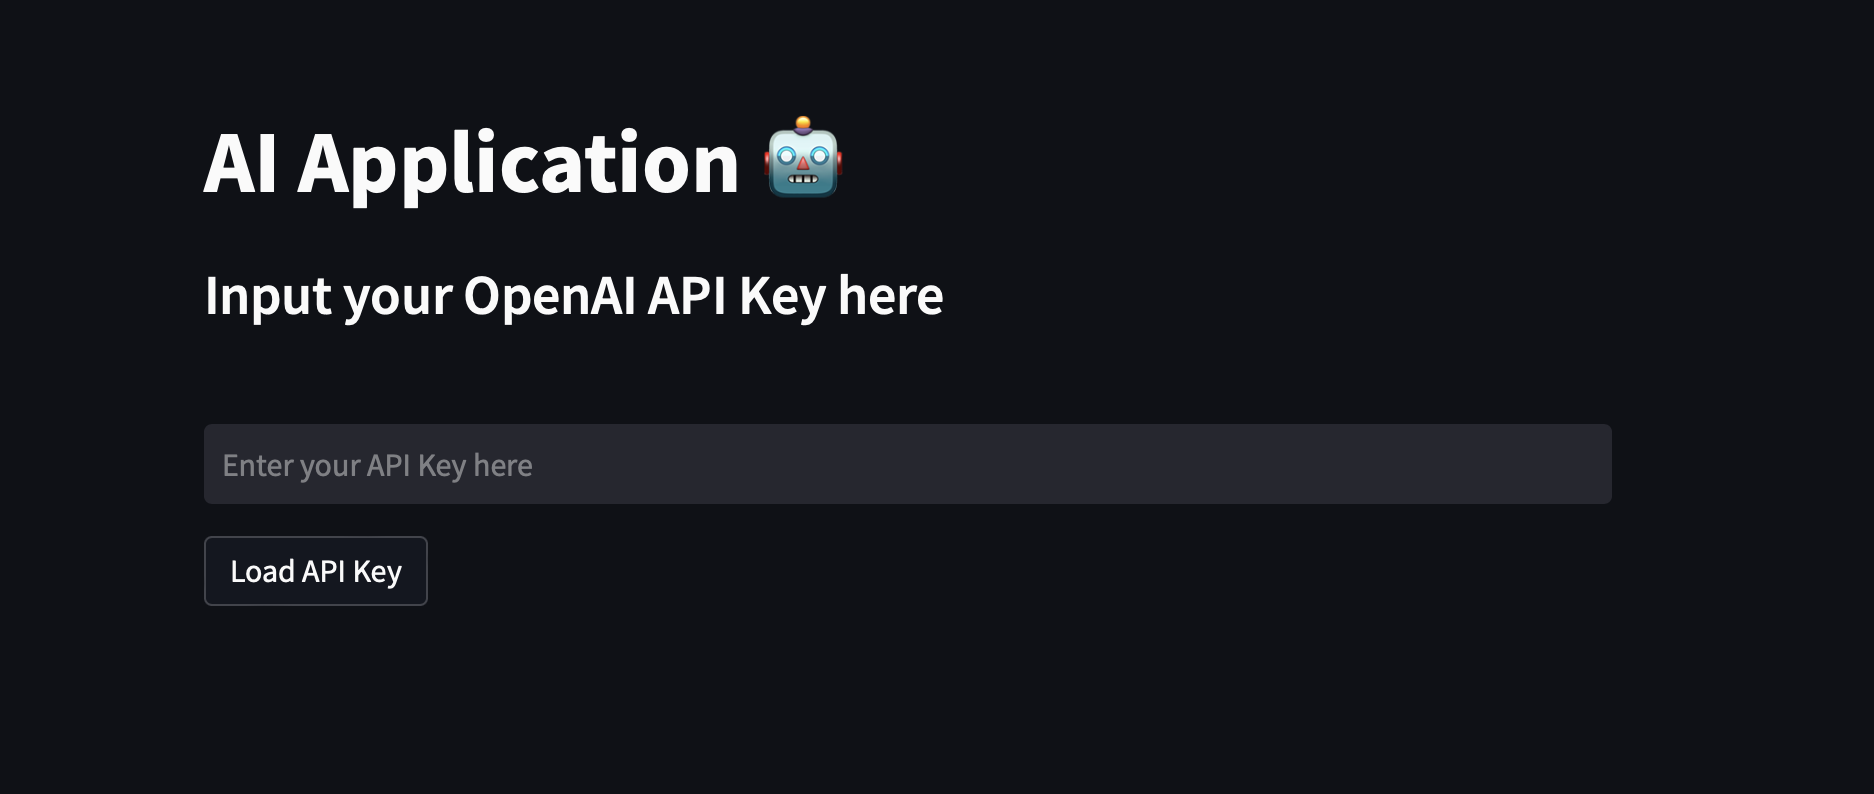 AI Application 🤖
Input your OpenAI API Key here
Enter your API Key here
Load API Key